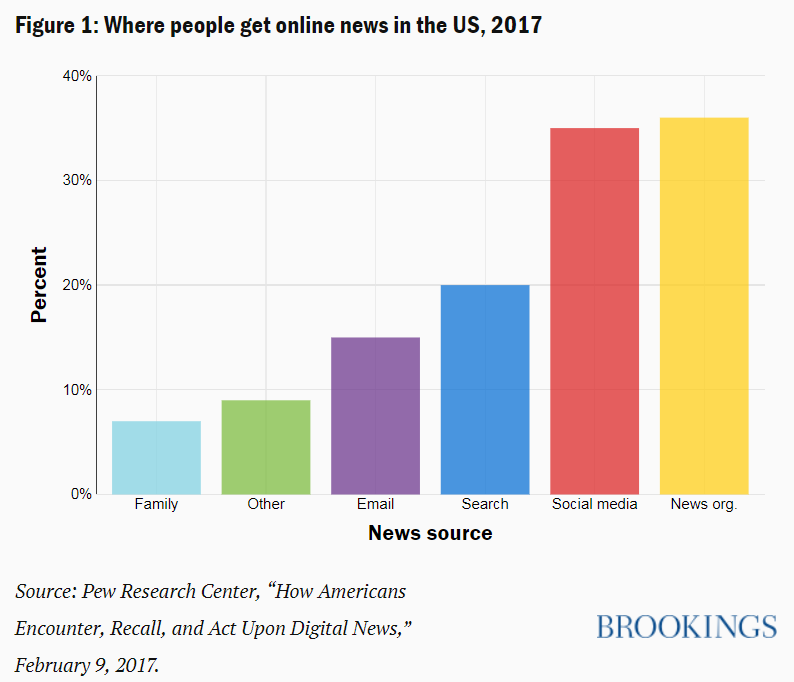 Figure 1: Where people get online news in the US, 2017
40%
30%
20%
10%
0%
Percent
Family
Other
Email
Search
Social media
News org.
News source
Source: Pew Research Center, “How Americans
Encounter, Recall, and Act Upon Digital News,”
February 9, 2017.
BROOKINGS